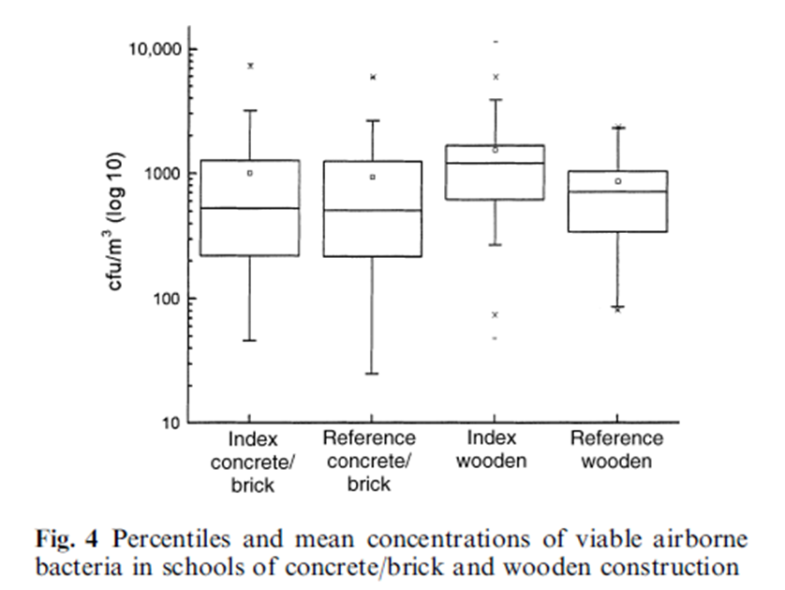 10,000
1000
100
10
cfu/m³ (log 10)
Index concrete/ brick
Reference concrete/ brick
Index wooden
Reference wooden
Fig. 4 Percentiles and mean concentrations of viable airborne
bacteria in schools of concrete/brick and wooden construction